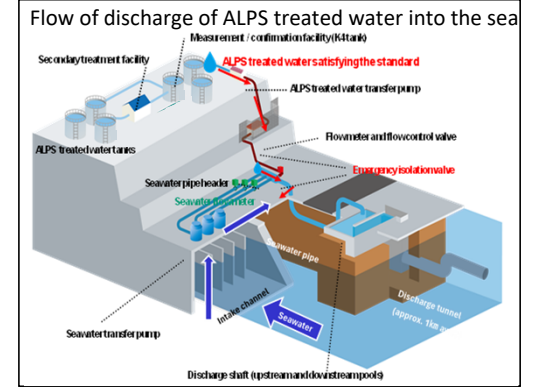 Flow of discharge of ALPS treated water into the sea
Measurement / confirmation facility (K4 tank)
Secondary treatment facility
ALPS treated water satisfying the standard
ALPS treated water transfer pump
ALPS treated water tanks
Flowmeter and flow control valve
Emergency isolation valve
Seawater pipe header
Seawater
meter
Seawater pipe
Intake channel
Discharge tunnel
(approx. 1km
Seawater
Seawater transfer pump
Discharge shaft (upstream and downstream pools)